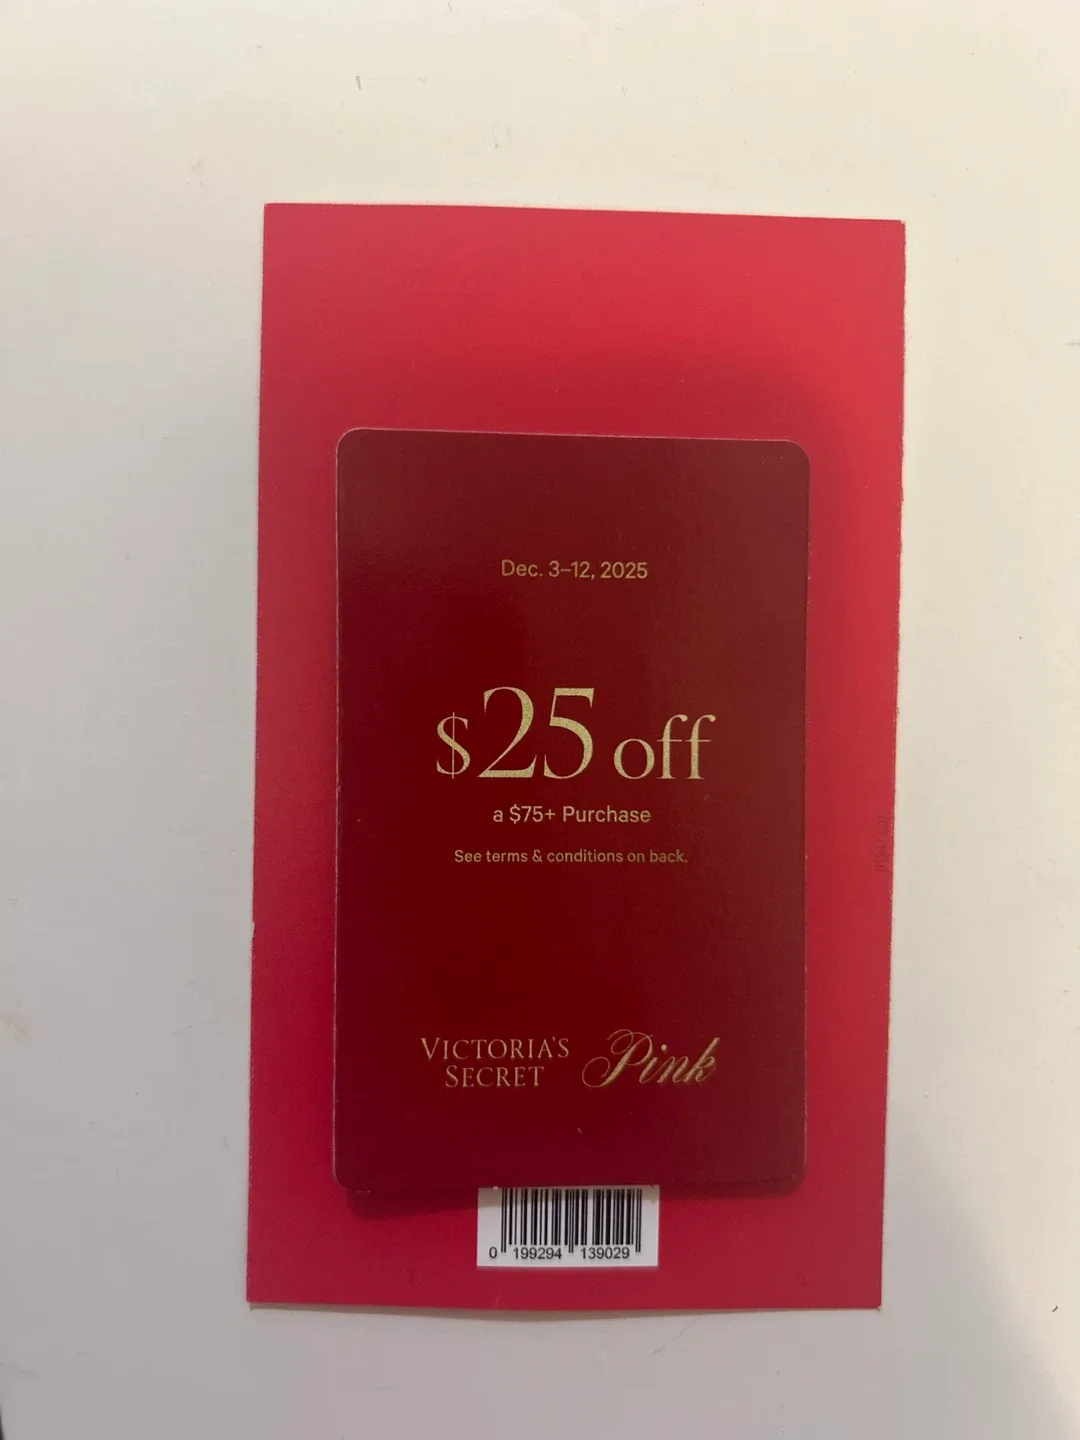 Dec. 3–12, 2025
$25 off
a $75+ Purchase
See terms & conditions on back.
VICTORIA'S
SECRET
Pink
0 199294 139029